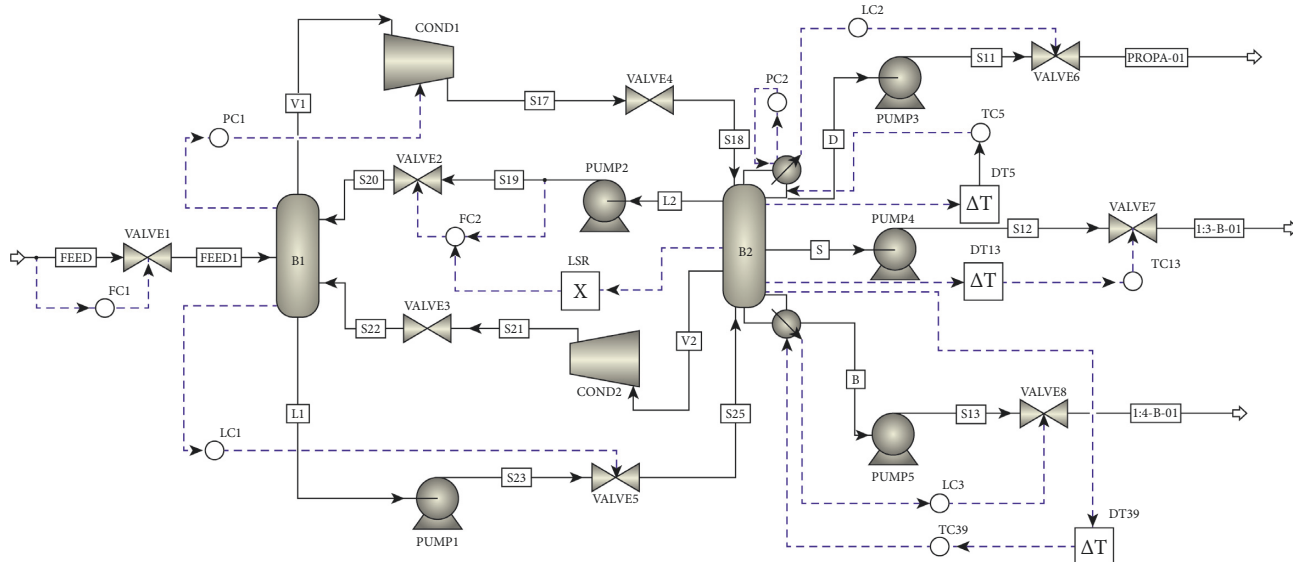 COND1
LC2
S11
PROPA-01
VALVE6
PC2
VALVE4
PUMP3
TC5
V1
S17
PC1
D
S18
VALVE2
PUMP2
DT5
S20
S19
ΔT
VALVE7
L2
PUMP4
S12
1:3-B-01
FC2
VALVE1
B1
B2
S
DT13
FEED
FEED1
LSR
ΔT
TC13
X
FC1
VALVE3
S22
S21
V2
COND2
B
VALVE8
L1
S25
S13
1:4-B-01
LC1
S23
VALVE5
PUMP5
LC3
DT39
TC39
PUMP1
ΔT